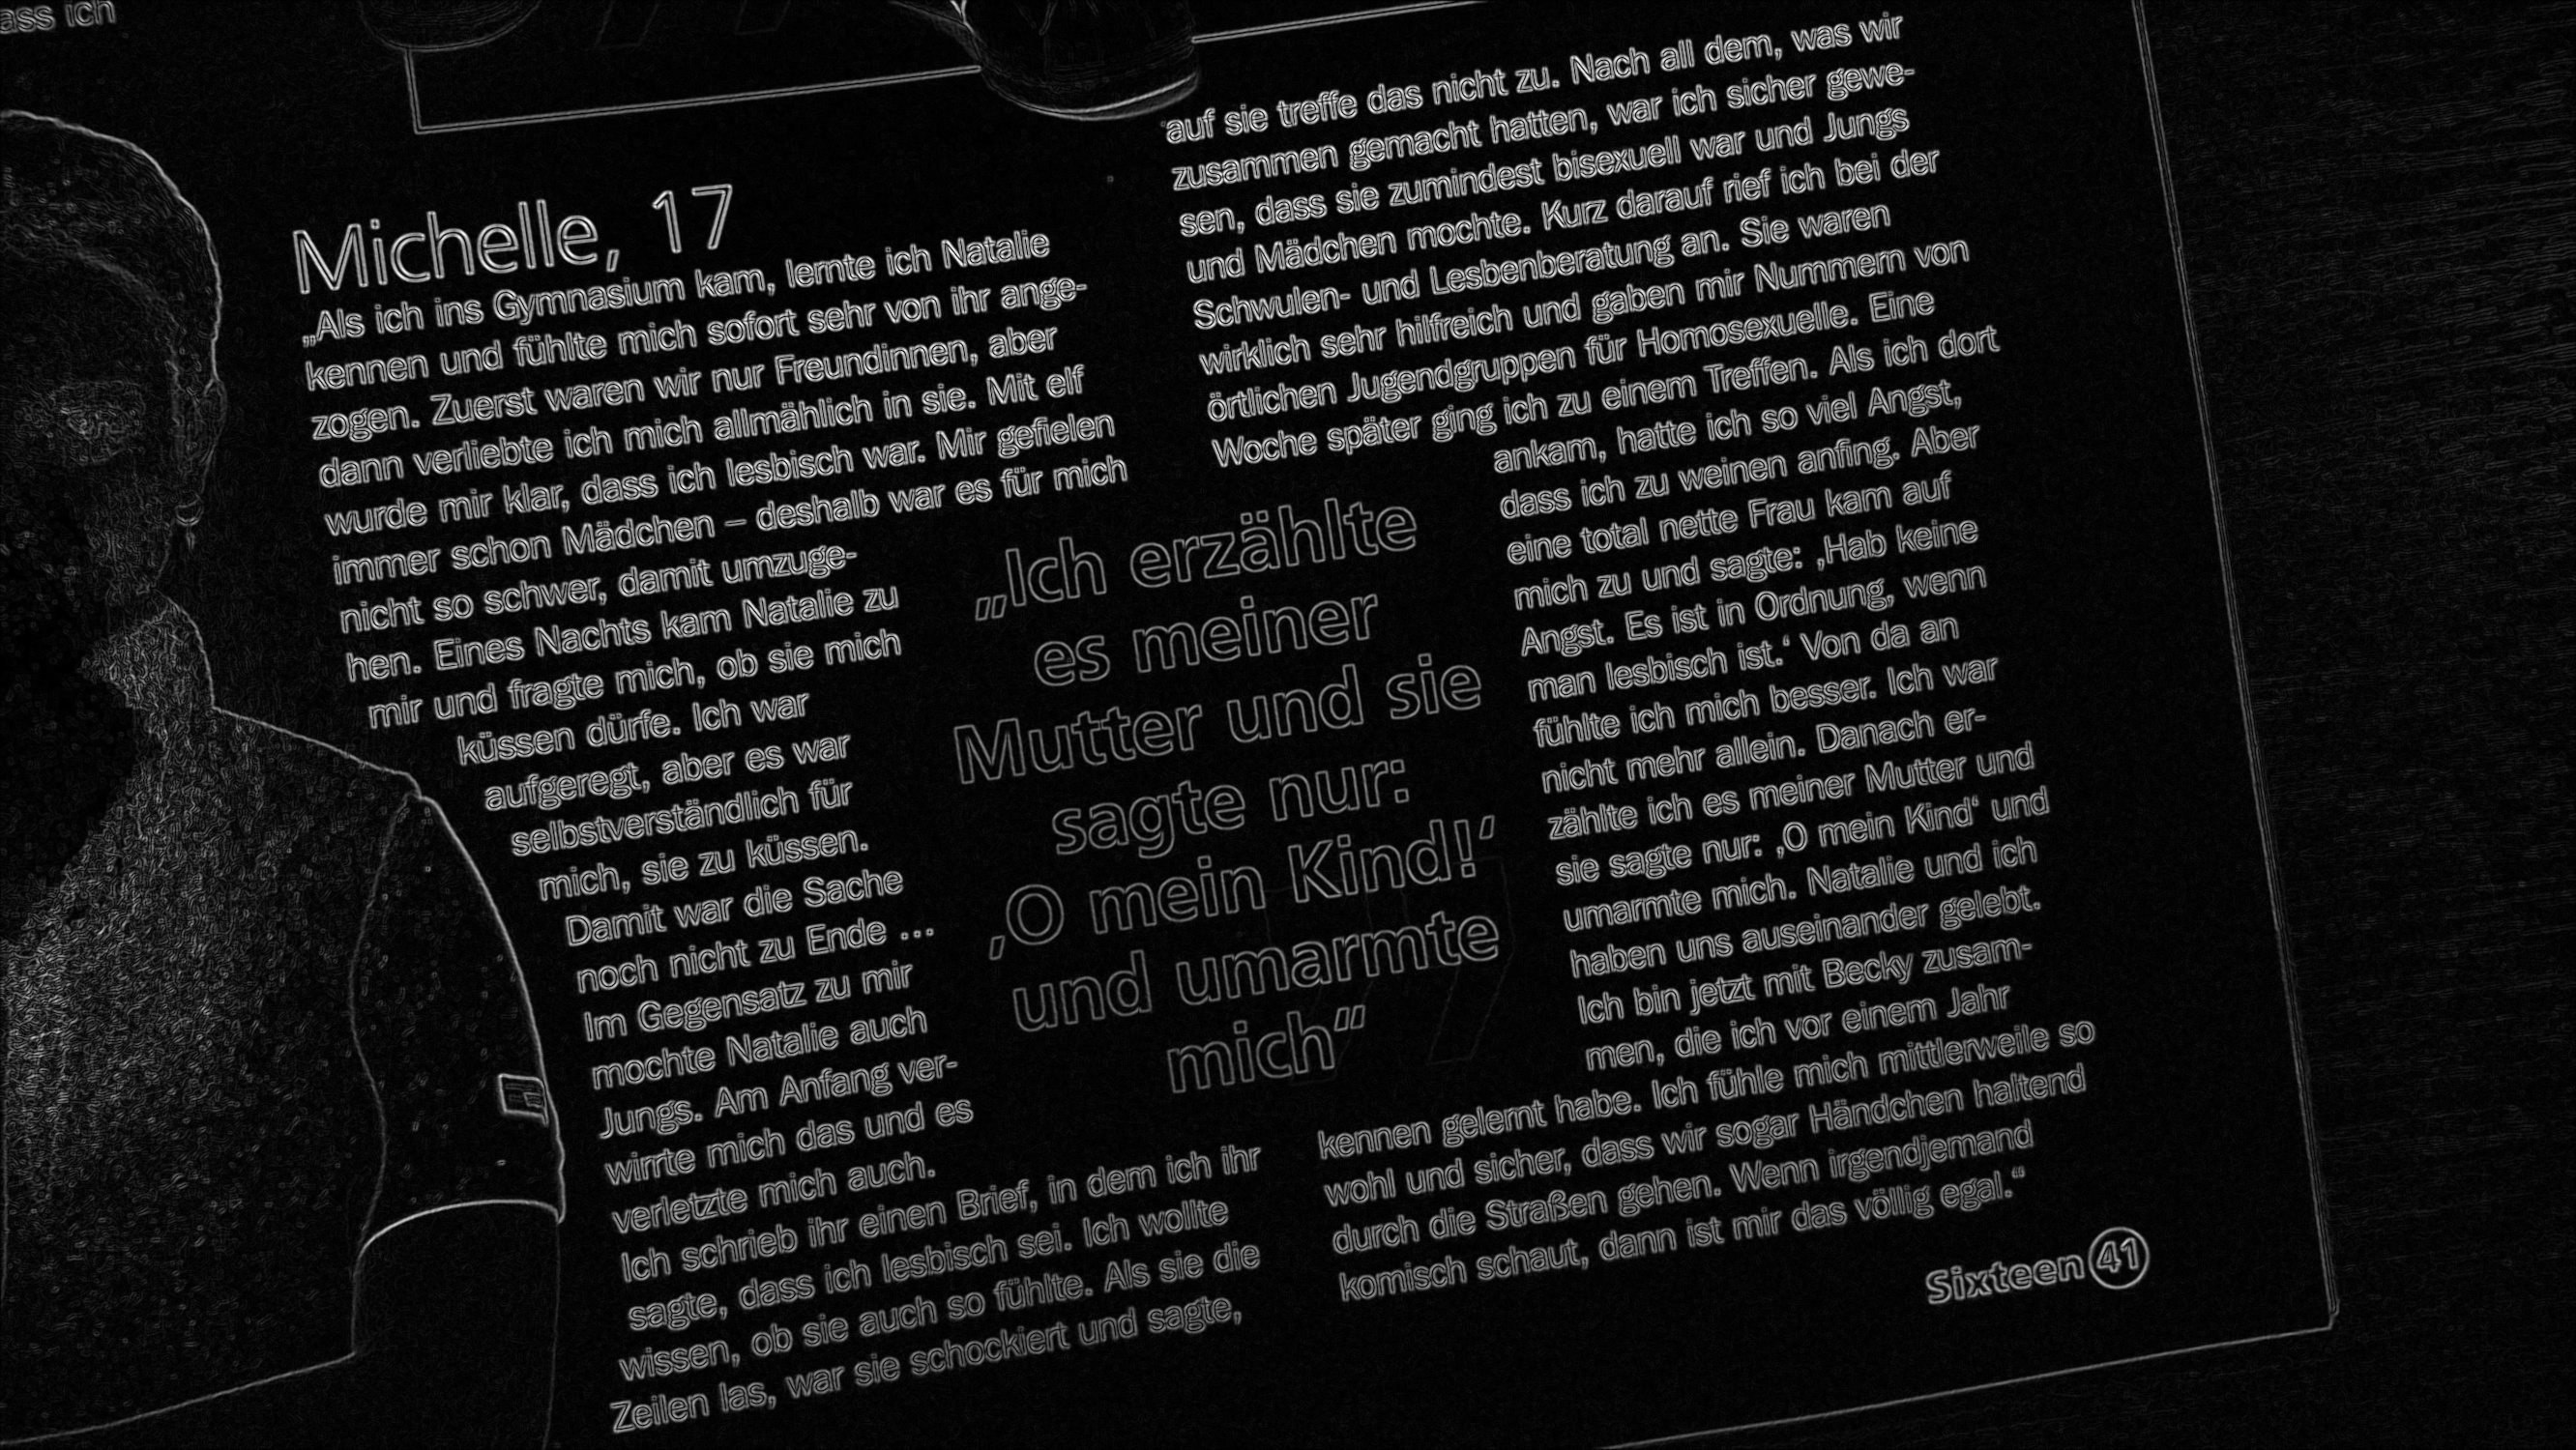 ass ich
Michelle, 17
„Als ich ins Gymnasium kam, lernte ich Natalie
kennen und fühlte mich sofort sehr von ihr ange-
zogen. Zuerst waren wir nur Freundinnen, aber
dann verliebte ich mich allmählich in sie. Mit elf
wurde mir klar, dass ich lesbisch war. Mir gefielen
immer schon Mädchen – deshalb war es für mich
nicht so schwer, damit umzuge-
hen. Eines Nachts kam Natalie zu
mir und fragte mich, ob sie mich
küssen dürfe. Ich war
aufgeregt, aber es war
selbstverständlich für
mich, sie zu küssen.
Damit war die Sache
noch nicht zu Ende ...
Im Gegensatz zu mir
mochte Natalie auch
Jungs. Am Anfang ver-
wirrte mich das und es
verletzte mich auch.
Ich schrieb ihr einen Brief, in dem ich ihr
sagte, dass ich lesbisch sei. Ich wollte
wissen, ob sie auch so fühlte. Als sie die
Zeilen las, war sie schockiert und sagte,
auf sie treffe das nicht zu. Nach all dem, was wir
zusammen gemacht hatten, war ich sicher gewe-
sen, dass sie zumindest bisexuell war und Jungs
und Mädchen mochte. Kurz darauf rief ich bei der
Schwulen- und Lesbenberatung an. Sie waren
wirklich sehr hilfreich und gaben mir Nummern von
örtlichen Jugendgruppen für Homosexuelle. Eine
Woche später ging ich zu einem Treffen. Als ich dort
ankam, hatte ich so viel Angst,
dass ich zu weinen anfing. Aber
eine total nette Frau kam auf
mich zu und sagte: ‚Hab keine
Angst. Es ist in Ordnung, wenn
man lesbisch ist.‘ Von da an
fühlte ich mich besser. Ich war
nicht mehr allein. Danach er-
zählte ich es meiner Mutter und
sie sagte nur: ‚O mein Kind‘ und
umarmte mich. Natalie und ich
haben uns auseinander gelebt.
Ich bin jetzt mit Becky zusam-
men, die ich vor einem Jahr
kennen gelernt habe. Ich fühle mich mittlerweile so
wohl und sicher, dass wir sogar Händchen haltend
durch die Straßen gehen. Wenn irgendjemand
komisch schaut, dann ist mir das völlig egal.“
„Ich erzählte
es meiner
Mutter und sie
sagte nur:
‚O mein Kind!‘
und umarmte
mich“
Sixteen 41